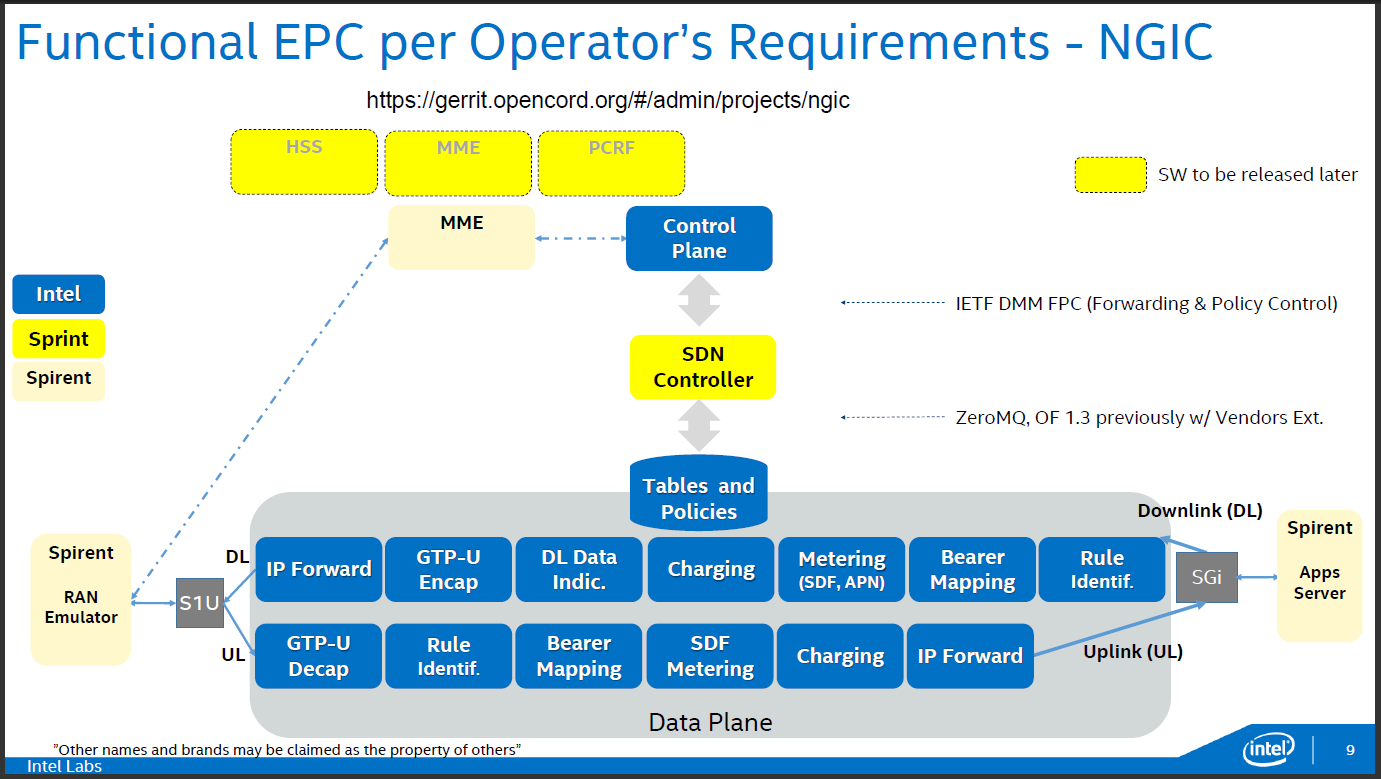 Functional EPC per Operator's Requirements - NGIC
https://gerrit.opencord.org/#/admin/projects/ngic
HSS
MME
PCRF
SW to be released later
MME
Control
Plane
Intel
Sprint
Spirent
IETF DMM FPC (Forwarding & Policy Control)
SDN
Controller
ZeroMQ, OF 1.3 previously w/ Vendors Ext.
Tables and
Policies
Downlink (DL)
Spirent
RAN
Emulator
S1U
DL
IP Forward
GTP-U
Encap
DL Data
Indic.
Charging
Metering
(SDF, APN)
Bearer
Mapping
Rule
Identif.
SGi
Spirent
Apps
Server
UL
GTP-U
Decap
Rule
Identif.
Bearer
Mapping
SDF
Metering
Charging
IP Forward
Uplink (UL)
Data Plane
"Other names and brands may be claimed as the property of others"
Intel Labs
intel
9